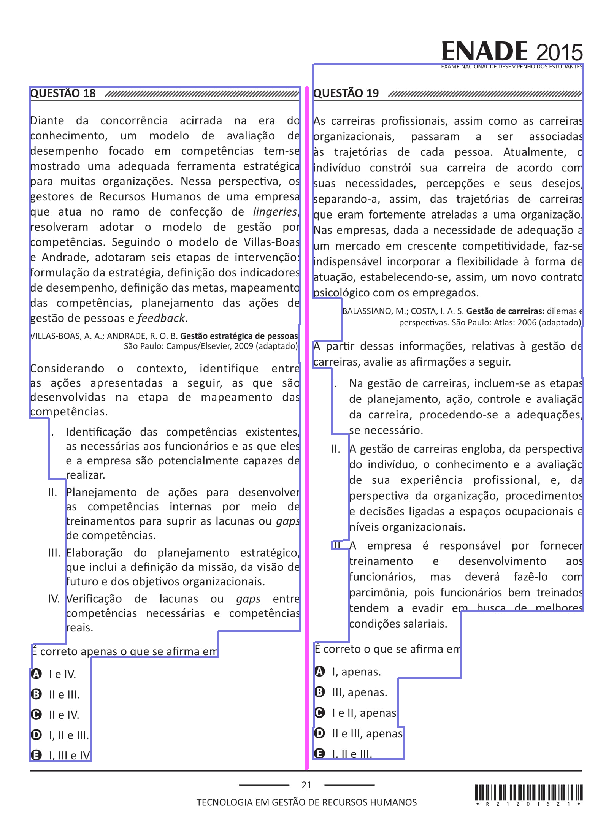 ENADE 2015
EXAME NACIONAL DE DESEMPENHO DOS ESTUDANTES
QUESTÃO 18
Diante da concorrência acirrada na era do
conhecimento, um modelo de avaliação de
desempenho focado em competências tem-se
mostrado uma adequada ferramenta estratégica
para muitas organizações. Nessa perspectiva, os
gestores de Recursos Humanos de uma empresa
que atua no ramo de confecção de lingeries,
resolveram adotar o modelo de gestão por
competências. Seguindo o modelo de Villas-Boas
e Andrade, adotaram seis etapas de intervenção:
formulação da estratégia, definição dos indicadores
de desempenho, definição das metas, mapeamento
das competências, planejamento das ações de
gestão de pessoas e feedback.
VILLAS-BOAS, A. A.; ANDRADE, R. O. B. Gestão estratégica de pessoas.
São Paulo: Campus/Elsevier, 2009 (adaptado).
Considerando o contexto, identifique entre
as ações apresentadas a seguir, as que são
desenvolvidas na etapa de mapeamento das
competências.
I. Identificação das competências existentes,
as necessárias aos funcionários e as que eles
e a empresa são potencialmente capazes de
realizar.
II. Planejamento de ações para desenvolver
as competências internas por meio de
treinamentos para suprir as lacunas ou gaps
de competências.
III. Elaboração do planejamento estratégico,
que inclui a definição da missão, da visão de
futuro e dos objetivos organizacionais.
IV. Verificação de lacunas ou gaps entre
competências necessárias e competências
reais.
É correto apenas o que se afirma em
A I e IV.
B II e III.
C II e IV.
D I, II e III.
E I, III e IV.
QUESTÃO 19
As carreiras profissionais, assim como as carreiras
organizacionais, passaram a ser associadas
às trajetórias de cada pessoa. Atualmente, o
indivíduo constrói sua carreira de acordo com
suas necessidades, percepções e seus desejos,
separando-a, assim, das trajetórias de carreiras
que eram fortemente atreladas a uma organização.
Nas empresas, dada a necessidade de adequação a
um mercado em crescente competitividade, faz-se
indispensável incorporar a flexibilidade à forma de
atuação, estabelecendo-se, assim, um novo contrato
psicológico com os empregados.
BALASSIANO, M.; COSTA, I. A. S. Gestão de carreiras: dilemas e
perspectivas. São Paulo: Atlas: 2006 (adaptado).
A partir dessas informações, relativas à gestão de
carreiras, avalie as afirmações a seguir.
I. Na gestão de carreiras, incluem-se as etapas
de planejamento, ação, controle e avaliação
da carreira, procedendo-se a adequações,
se necessário.
II. A gestão de carreiras engloba, da perspectiva
do indivíduo, o conhecimento e a avaliação
de sua experiência profissional, e, da
perspectiva da organização, procedimentos
e decisões ligadas a espaços ocupacionais e
níveis organizacionais.
III. A empresa é responsável por fornecer
treinamento e desenvolvimento aos
funcionários, mas deverá fazê-lo com
parcimônia, pois funcionários bem treinados
tendem a evadir em busca de melhores
condições salariais.
É correto o que se afirma em
A I, apenas.
B III, apenas.
C I e II, apenas.
D II e III, apenas.
E I, II e III.
21
TECNOLOGIA EM GESTÃO DE RECURSOS HUMANOS
*R21201521*